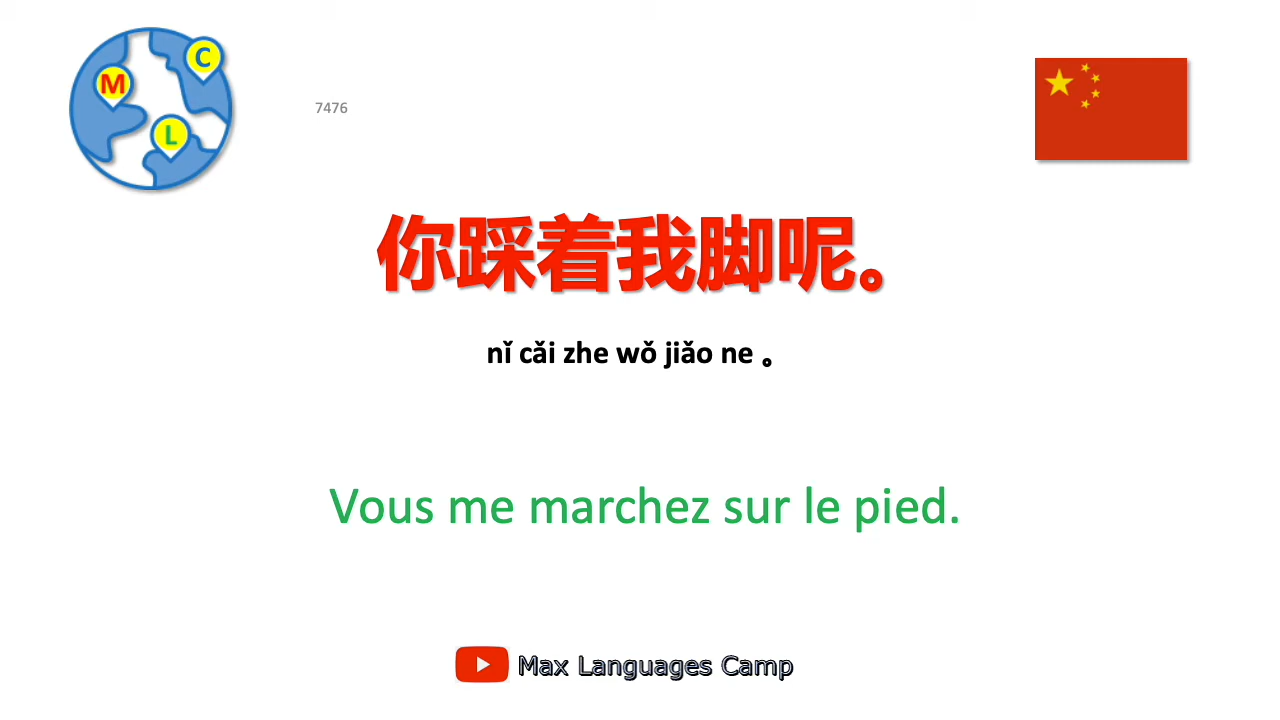 C
M
L
7476
你踩着我脚呢。
nǐ cǎi zhe wǒ jiǎo ne 。
Vous me marchez sur le pied.
Max Languages Camp